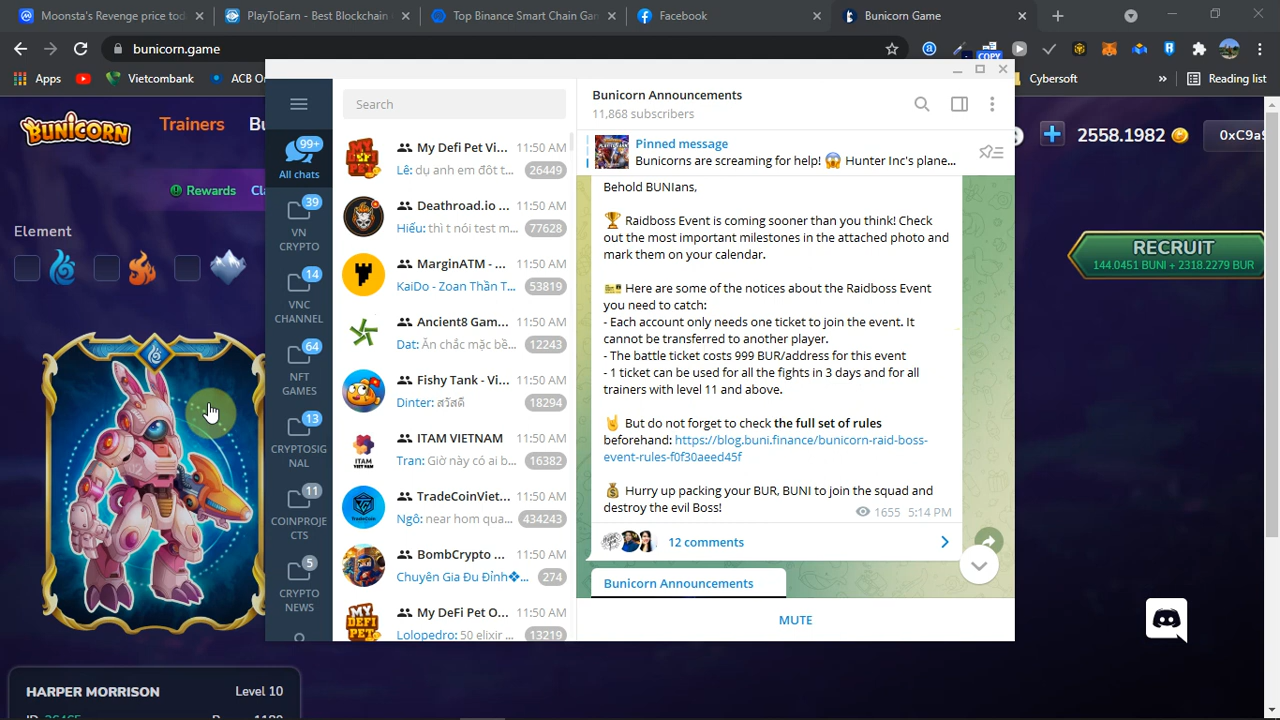 Moonsta's Revenge price tod
PlayToEarn - Best Blockchain
Top Binance Smart Chain Gam
Facebook
Bunicorn Game
bunicorn.game
COPY
Apps
Vietcombank
ACB O
Cybersoft
»
Reading list
BUNICORN
Trainers
Bu
2558.1982
0xC9a9
Rewards
Cla
RECRUIT
144.0451 BUNI + 2318.2279 BUR
Element
HARPER MORRISON
Level 10
99+
All chats
39
VN
CRYPTO
14
VNC
CHANNEL
64
NFT
GAMES
13
CRYPTOSIG
NAL
11
COINPROJE
CTS
5
CRYPTO
NEWS
Search
My Defi Pet Vi... 11:50 AM
Lê: dụ anh em đôt t... 26449
Deathroad.io ... 11:50 AM
Hiếu: thì t nói test m... 77628
MarginATM - ... 11:50 AM
KaiDo - Zoan Thần T... 53819
Ancient8 Gam... 11:50 AM
Dat: Ăn chắc mặc bề... 12243
Fishy Tank - Vi... 11:50 AM
Dinter: สวัสดี 18294
ITAM VIETNAM 11:50 AM
Tran: Giờ này có ai b... 16382
TradeCoinViet... 11:50 AM
Ngô: near hom qua... 434243
BombCrypto ... 11:50 AM
Chuyên Gia Đu Đỉnh❖... 274
My DeFi Pet O... 11:50 AM
Lolopedro: 50 elixir ... 13219
Bunicorn Announcements
11,868 subscribers
Pinned message
Bunicorns are screaming for help! 😱 Hunter Inc's plane...
Behold BUNIans,
🏆 Raidboss Event is coming sooner than you think! Check
out the most important milestones in the attached photo and
mark them on your calendar.
🎫 Here are some of the notices about the Raidboss Event
you need to catch:
- Each account only needs one ticket to join the event. It
cannot be transferred to another player.
- The battle ticket costs 999 BUR/address for this event
- 1 ticket can be used for all the fights in 3 days and for all
trainers with level 11 and above.
🤘 But do not forget to check the full set of rules
beforehand: https://blog.buni.finance/bunicorn-raid-boss-
event-rules-f0f30aeed45f
💰 Hurry up packing your BUR, BUNI to join the squad and
destroy the evil Boss!
1655 5:14 PM
12 comments
Bunicorn Announcements
MUTE